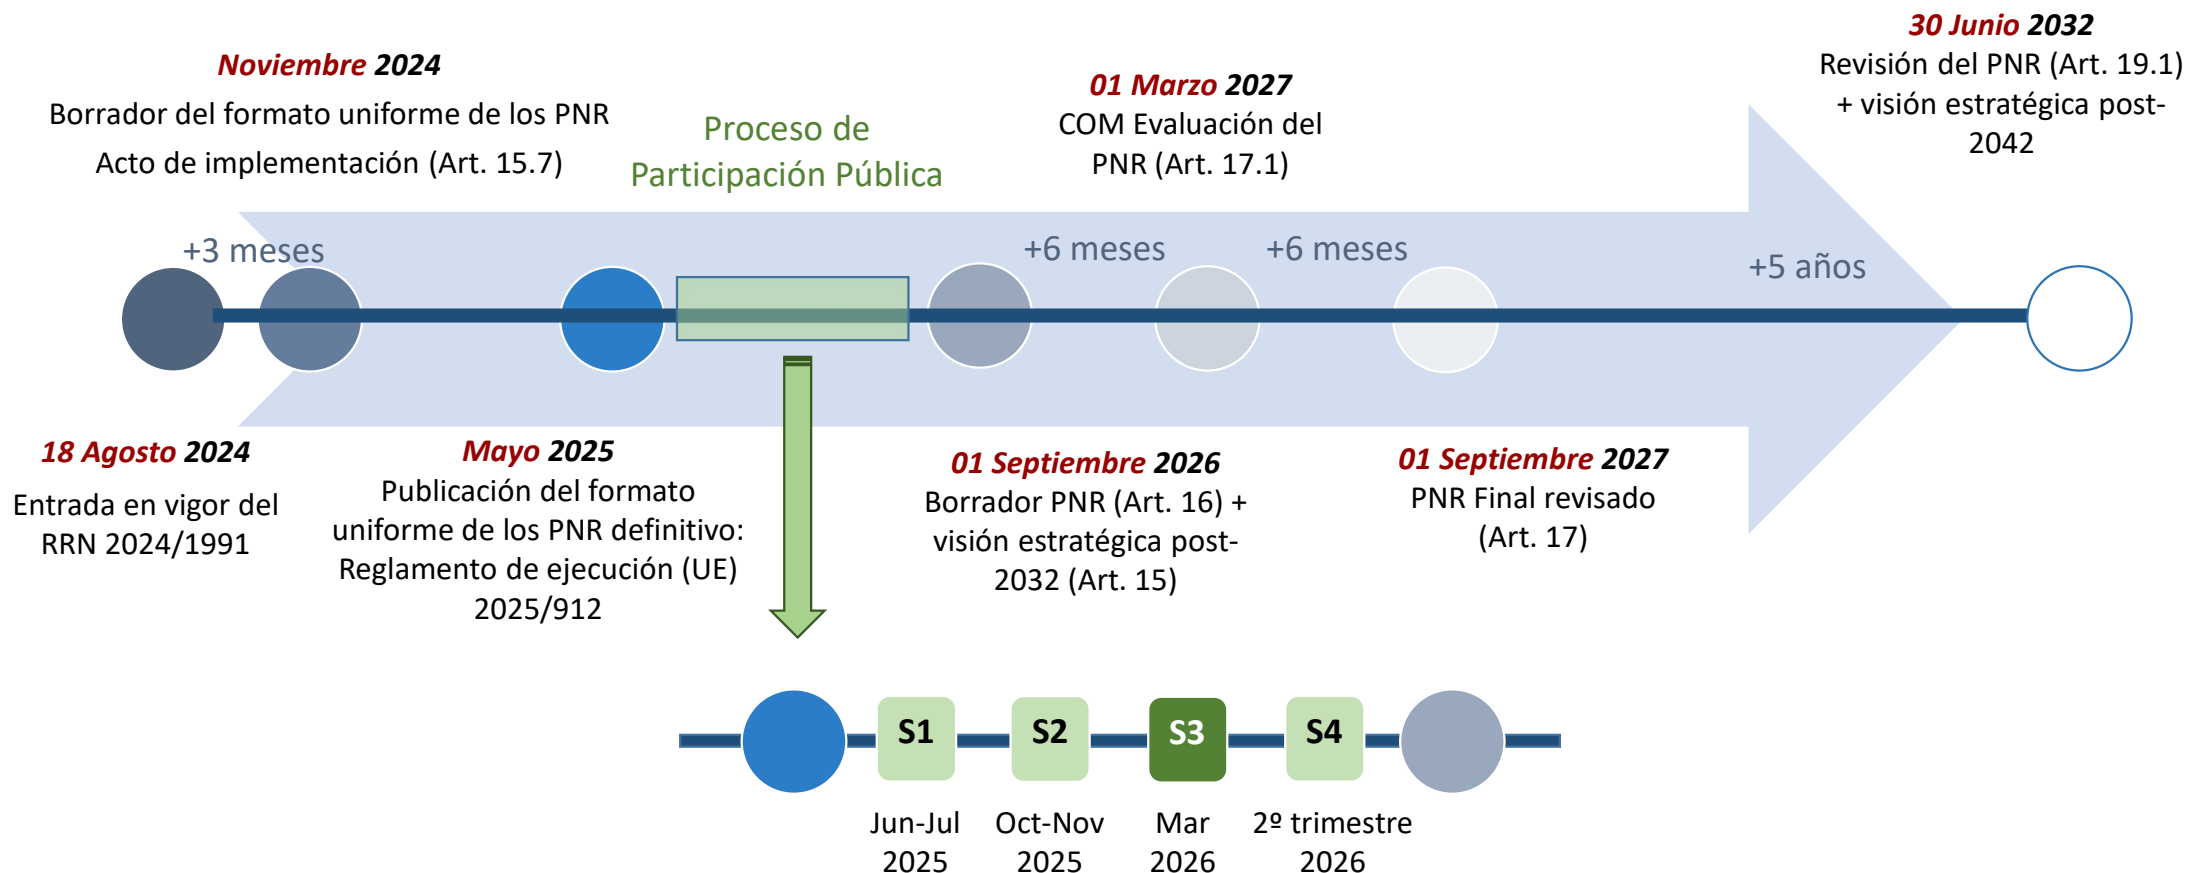 Noviembre 2024
Borrador del formato uniforme de los PNR
Acto de implementación (Art. 15.7)
Proceso de
Participación Pública
01 Marzo 2027
COM Evaluación del
PNR (Art. 17.1)
30 Junio 2032
Revisión del PNR (Art. 19.1)
+ visión estratégica post-
2042
+3 meses
+6 meses
+6 meses
+5 años
18 Agosto 2024
Entrada en vigor del
RRN 2024/1991
Mayo 2025
Publicación del formato
uniforme de los PNR definitivo:
Reglamento de ejecución (UE)
2025/912
01 Septiembre 2026
Borrador PNR (Art. 16) +
visión estratégica post-
2032 (Art. 15)
01 Septiembre 2027
PNR Final revisado
(Art. 17)
S1
S2
S3
S4
Jun-Jul
2025
Oct-Nov
2025
Mar
2026
2º trimestre
2026